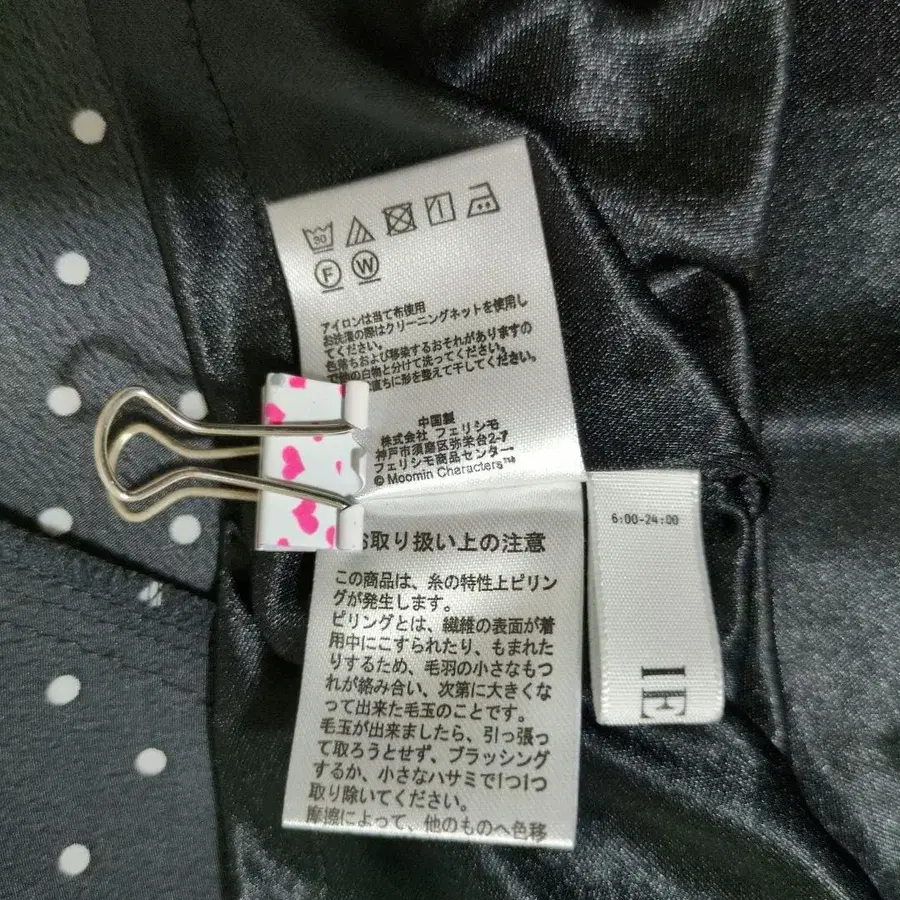 30
F W
アイロンは当て布使用
お洗濯の際はクリーニングネットを使用し
てください。
色落ちおよび移染するおそれがありますの
の白物と分けて洗ってください。
直ちに形を整えて干してください。
中国製
株式会社 フェリシモ
神戸市須磨区弥栄台2-7
フェリシモ商品センター
© Moomin Characters™
お取り扱い上の注意
この商品は、糸の特性上ピリン
グが発生します。
ピリングとは、繊維の表面が着
用中にこすられたり、もまれた
りするため、毛羽の小さなもつ
れが絡み合い、次第に大きくな
って出来た毛玉のことです。
毛玉が出来ましたら、引っ張っ
て取ろうとせず、ブラッシング
するか、小さなハサミで1つ1つ
取り除いてください。
摩擦によって、他のものへ色移
6:00-24:00
IE